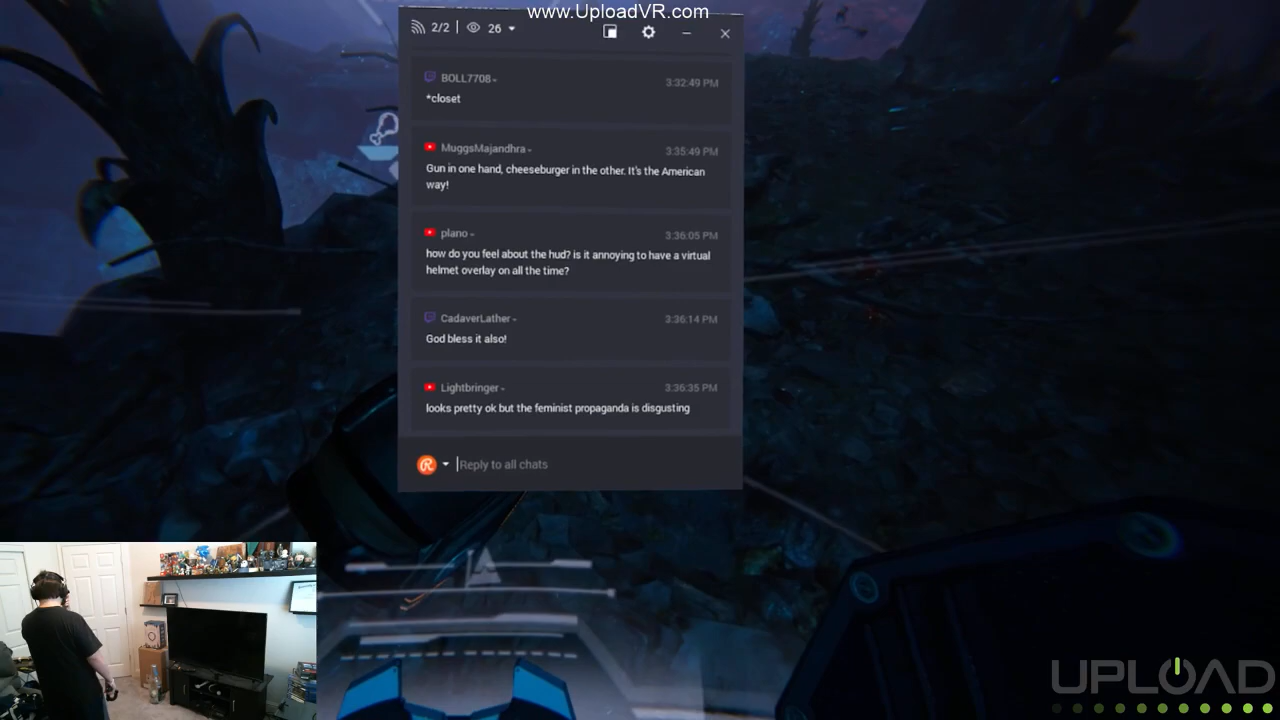 www.UploadVR.com
2/2 26
BOLL7708
3:32:49 PM
*closet
MuggsMajandhra
3:35:49 PM
Gun in one hand, cheeseburger in the other. It's the American
way!
plano
3:36:05 PM
how do you feel about the hud? is it annoying to have a virtual
helmet overlay on all the time?
CadaverLather
3:36:14 PM
God bless it also!
Lightbringer
3:36:35 PM
looks pretty ok but the feminist propaganda is disgusting
Reply to all chats
UPLOAD